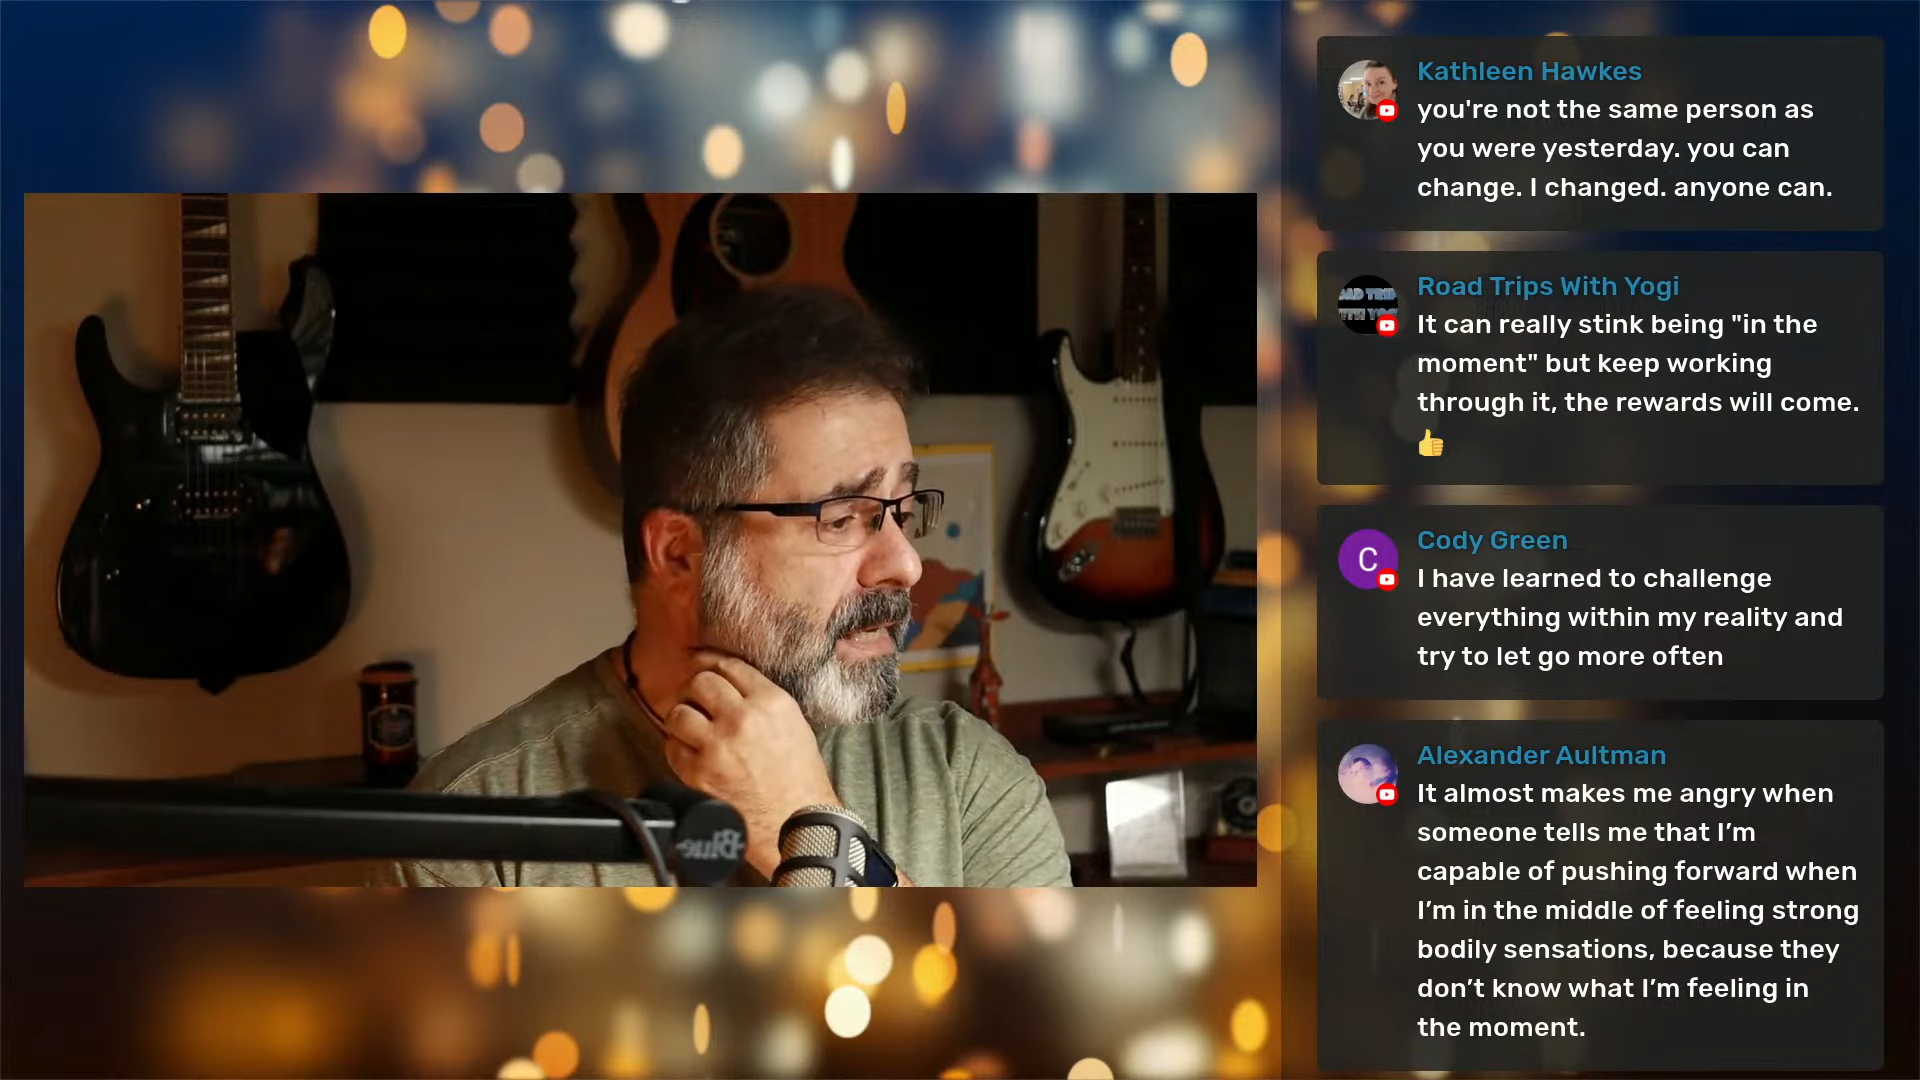 Kathleen Hawkes
you're not the same person as
you were yesterday. you can
change. I changed. anyone can.
Road Trips With Yogi
It can really stink being "in the
moment" but keep working
through it, the rewards will come.
👍
C
Cody Green
I have learned to challenge
everything within my reality and
try to let go more often
Alexander Aultman
It almost makes me angry when
someone tells me that I’m
capable of pushing forward when
I’m in the middle of feeling strong
bodily sensations, because they
don’t know what I’m feeling in
the moment.
Blue